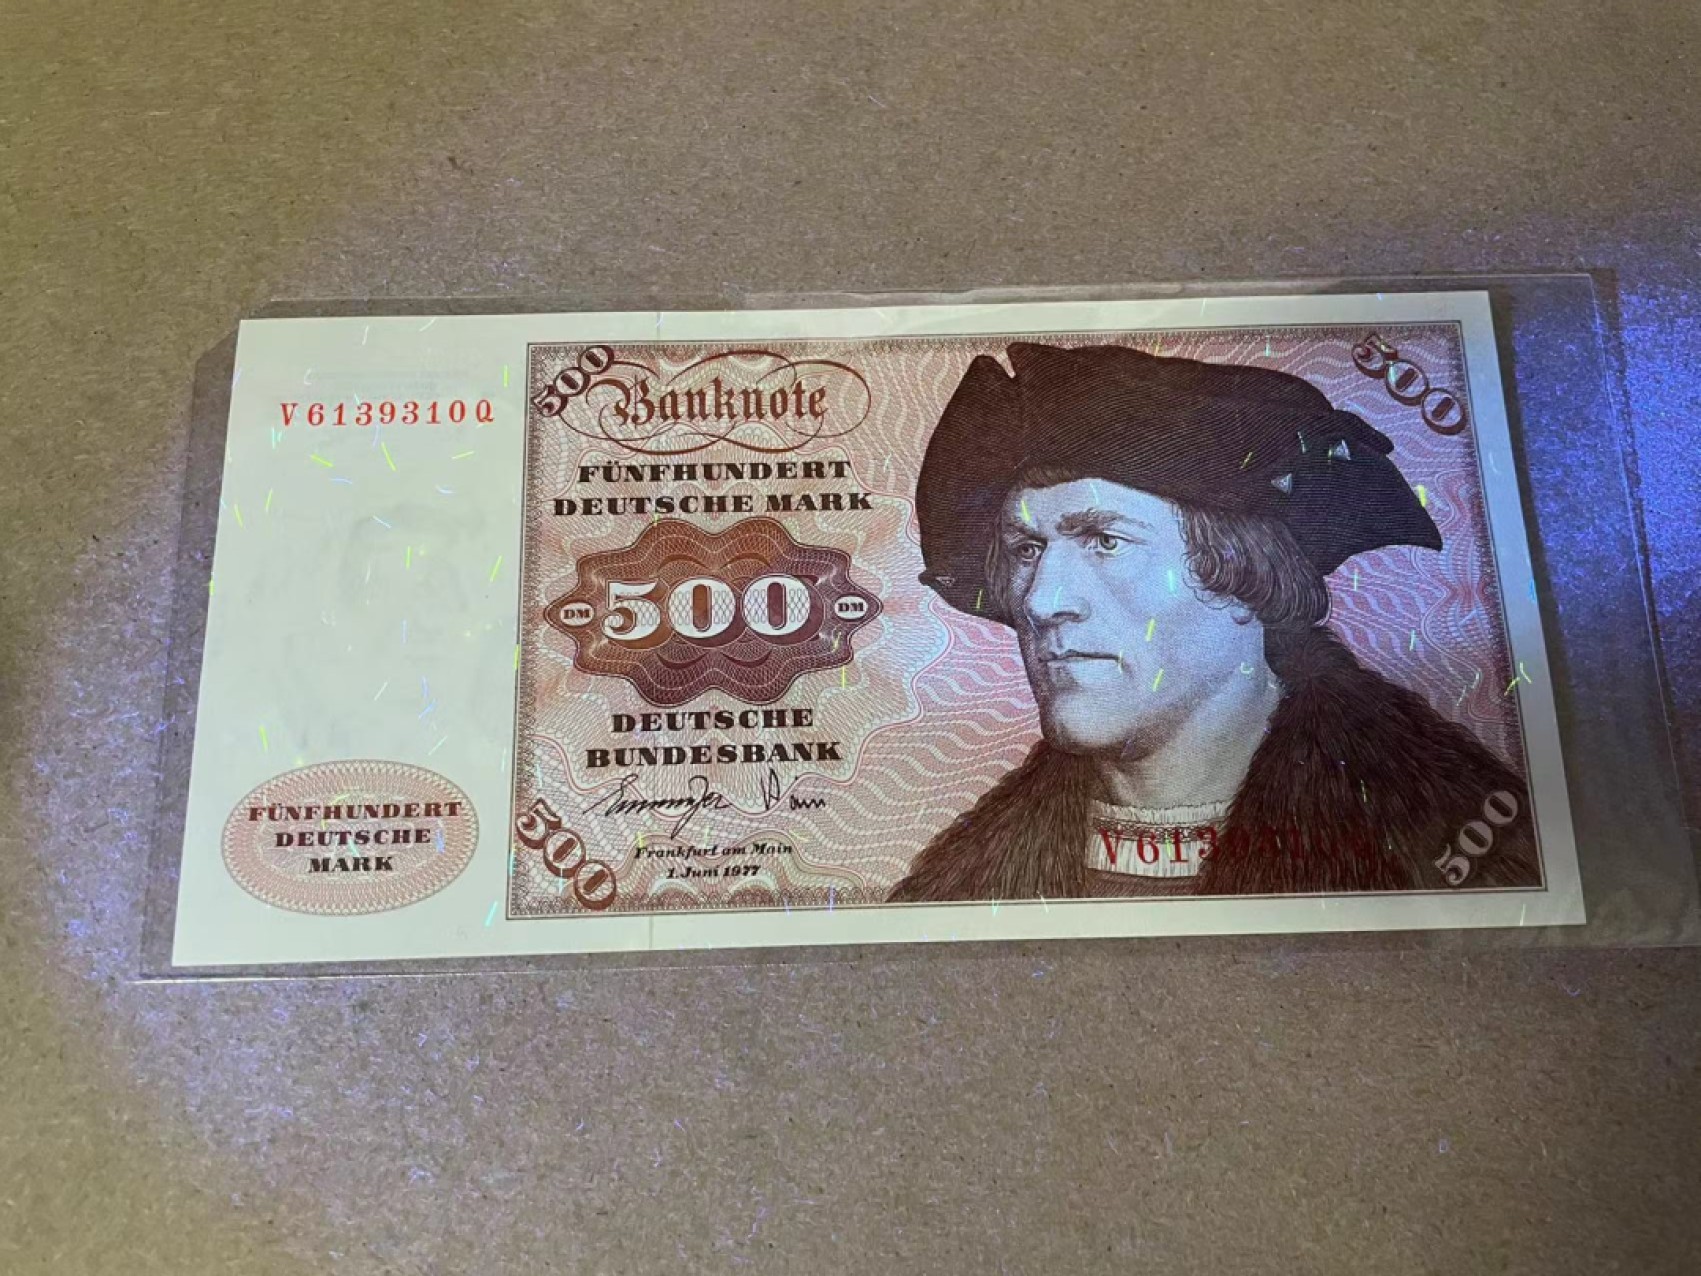 V6139310Q
500
500
Banknote
FÜNFHUNDERT
DEUTSCHE MARK
DM 500 DM
DEUTSCHE
BUNDESBANK
Frankfurt am Main
1. Juni 1977
FÜNFHUNDERT
DEUTSCHE
MARK
500
V6139310Q
500